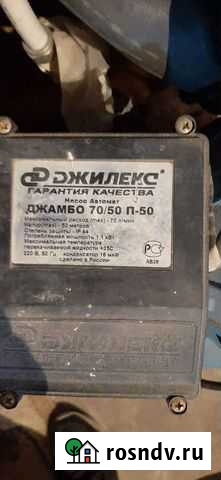 ДЖИЛЕКС
ГАРАНТИЯ КАЧЕСТВА
Насос Автомат
ДЖАМБО 70/50 П-50
Максимальный расход (max) - 70 л/мин
Напор(max) - 50 метров
Степень защиты - IP 44
Потребляемая мощность 1,1 кВт
Максимальная температура
перекачиваемой жидкости +35С
220 В, 50 Гц конденсатор 16 мкФ
сделано в России
АВ28
ДЖИЛЕКС
rosndv.ru